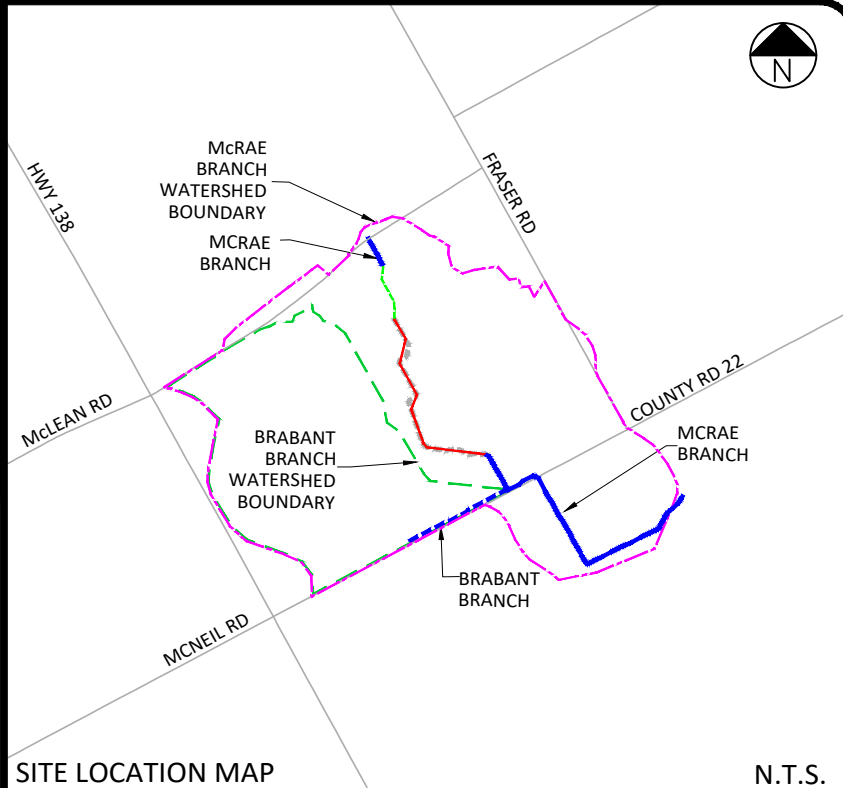 N
McRAE
BRANCH
WATERSHED
BOUNDARY
HWY 138
FRASER RD
MCRAE
BRANCH
COUNTY RD 22
McLEAN RD
MCRAE
BRANCH
BRABANT
BRANCH
WATERSHED
BOUNDARY
BRABANT
BRANCH
MCNEIL RD
SITE LOCATION MAP
N.T.S.